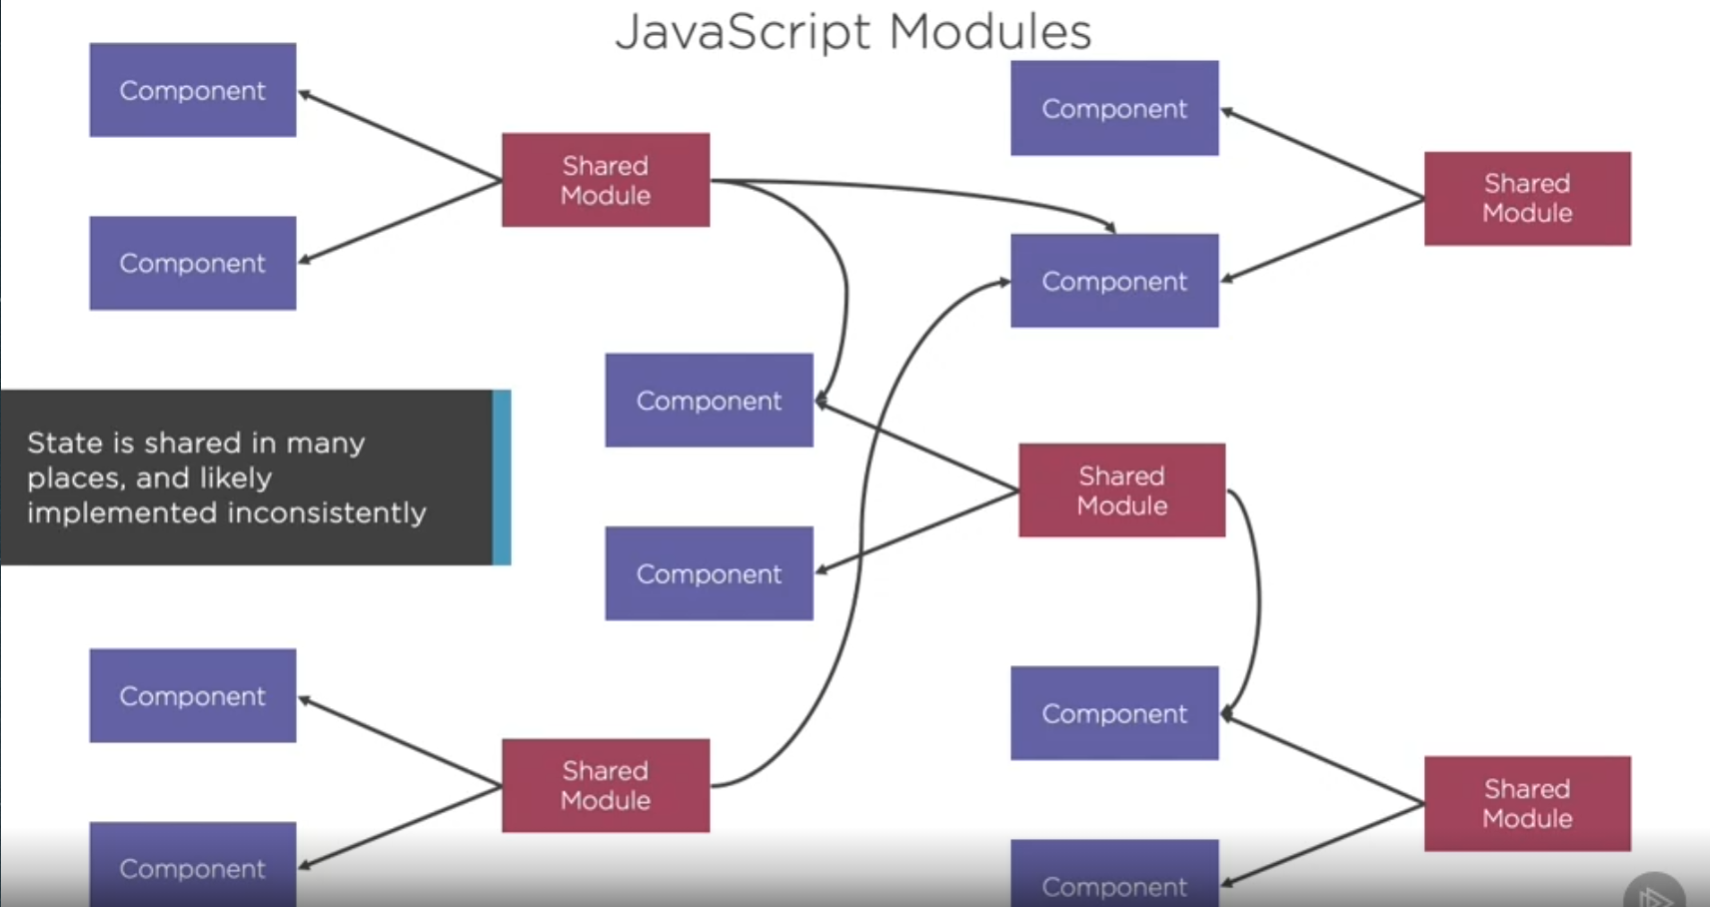 JavaScript Modules
Component
Component
Shared
Module
Component
Shared
Module
Component
Component
Shared
Module
Component
State is shared in many
places, and likely
implemented inconsistently
Component
Shared
Module
Component
Component
Shared
Module
Component